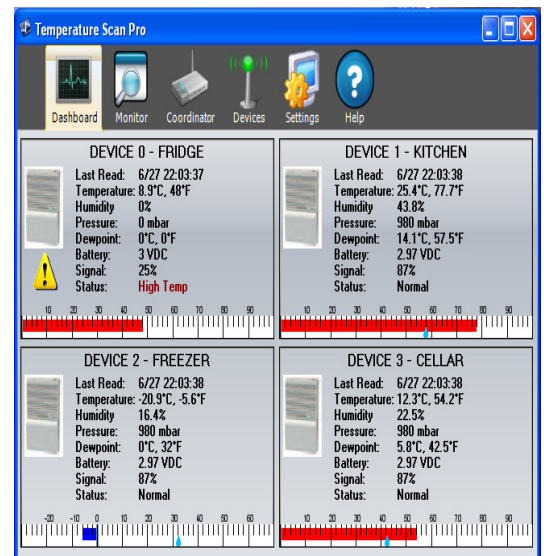 Temperature Scan Pro
Dashboard Monitor Coordinator Devices Settings Help
DEVICE 0 - FRIDGE
Last Read: 6/27 22:03:37
Temperature: 8.9°C, 48°F
Humidity 0%
Pressure: 0 mbar
Dewpoint: 0°C, 0°F
Battery: 3 VDC
Signal: 25%
Status: High Temp
10 20 30 40 50 60 70 80 90
DEVICE 1 - KITCHEN
Last Read: 6/27 22:03:38
Temperature: 25.4°C, 77.7°F
Humidity 43.8%
Pressure: 980 mbar
Dewpoint: 14.1°C, 57.5°F
Battery: 2.97 VDC
Signal: 87%
Status: Normal
10 20 30 40 50 60 70 80 90
DEVICE 2 - FREEZER
Last Read: 6/27 22:03:38
Temperature: -20.9°C, -5.6°F
Humidity 16.4%
Pressure: 980 mbar
Dewpoint: 0°C, 32°F
Battery: 2.97 VDC
Signal: 87%
Status: Normal
-20 -10 0 10 20 30 40 50 60
DEVICE 3 - CELLAR
Last Read: 6/27 22:03:38
Temperature: 12.3°C, 54.2°F
Humidity 22.5%
Pressure: 980 mbar
Dewpoint: 5.8°C, 42.5°F
Battery: 2.97 VDC
Signal: 87%
Status: Normal
10 20 30 40 50 60 70 80 90